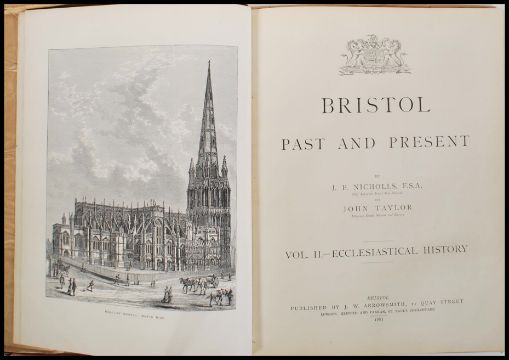 BRISTOL
PAST AND PRESENT
BY
J. F. NICHOLLS, F.S.A.
AND
JOHN TAYLOR
VOL. II.—ECCLESIASTICAL HISTORY
BRISTOL
PUBLISHED BY J. W. ARROWSMITH, QUAY STREET
1881